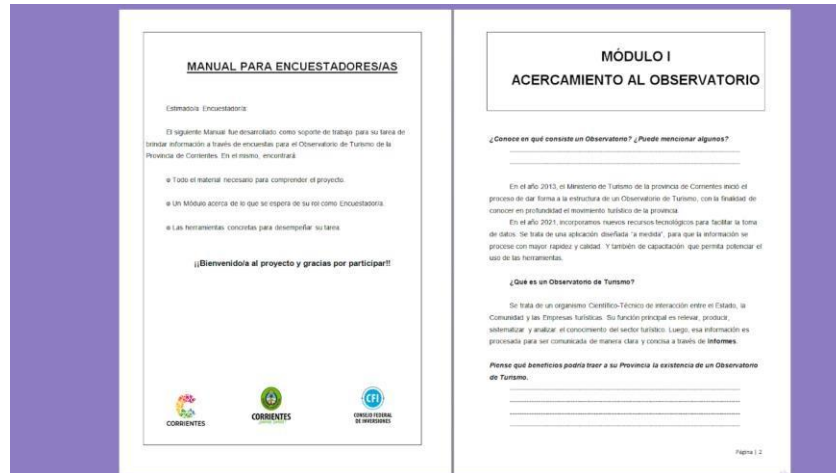 MANUAL PARA ENCUESTADORES/AS
Estimado/a Encuestador/a:
El siguiente Manual fue desarrollado como soporte de trabajo para su tarea de
brindar información a través de encuestas para el Observatorio de Turismo de la
Provincia de Corrientes. En el mismo, encontrará:
Todo el material necesario para comprender el proyecto.
Un Módulo acerca de lo que se espera de su rol como Encuestador/a.
Las herramientas concretas para desempeñar su tarea
¡¡Bienvenido/a al proyecto y gracias por participar!!
CORRIENTES
CORRIENTES
CFI
CONSEJO FEDERAL
DE INVERSIONES
MÓDULO I
ACERCAMIENTO AL OBSERVATORIO
¿Conoce en qué consiste un Observatorio? ¿Puede mencionar algunos?
En el año 2013, el Ministerio de Turismo de la provincia de Corrientes inició el
proceso de dar forma a la estructura de un Observatorio de Turismo, con la finalidad de
conocer en profundidad el movimiento turístico de la provincia.
En el año 2021, incorporamos nuevos recursos tecnológicos para facilitar la toma
de datos. Se trata de una aplicación diseñada "a medida", para que la información se
procese con mayor rapidez y calidad. Y también de capacitación que permita potenciar el
uso de las herramientas.
¿Qué es un Observatorio de Turismo?
Se trata de un organismo Científico-Técnico de interacción entre el Estado, la
Comunidad y las Empresas turísticas. Su función principal es relevar, producir,
sistematizar y analizar el conocimiento del sector turístico. Luego, esa información es
procesada para ser comunicada de manera clara y concisa a través de informes.
Piense qué beneficios podría traer a su Provincia la existencia de un Observatorio
de Turismo.
Página | 2